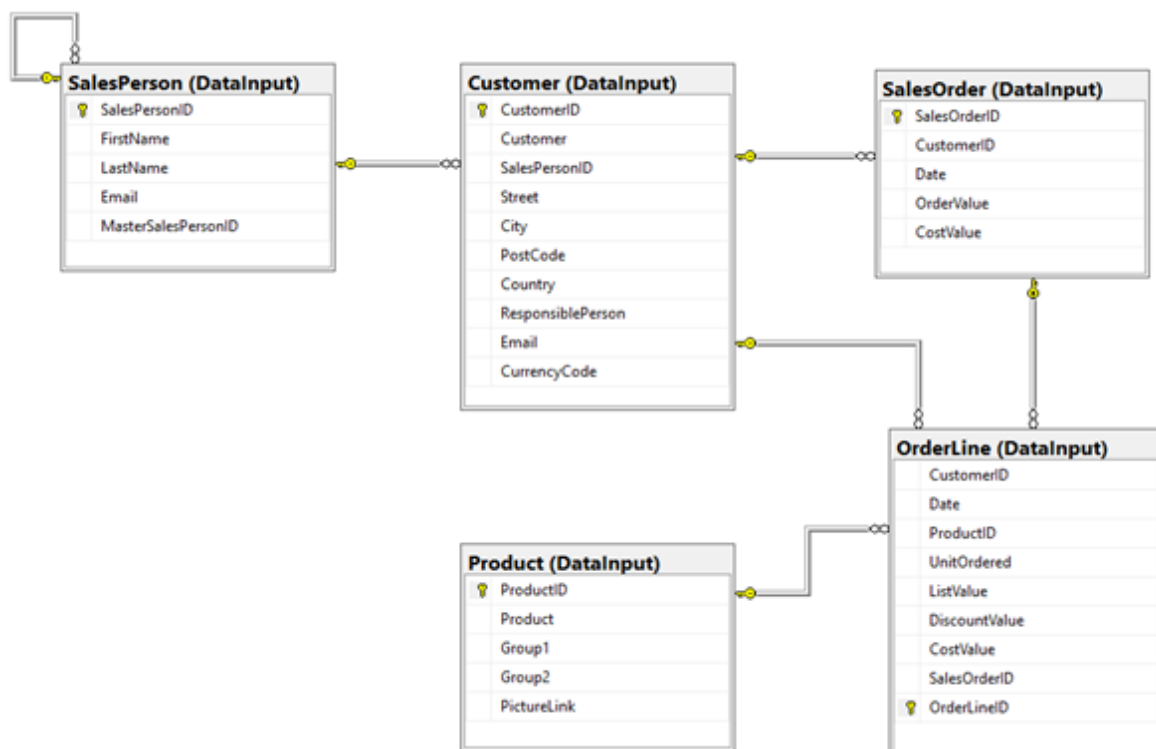 SalesPerson (DataInput)
SalesPersonID
FirstName
LastName
Email
MasterSalesPersonID
Customer (DataInput)
CustomerID
Customer
SalesPersonID
Street
City
PostCode
Country
ResponsiblePerson
Email
CurrencyCode
SalesOrder (DataInput)
SalesOrderID
CustomerID
Date
OrderValue
CostValue
Product (DataInput)
ProductID
Product
Group1
Group2
PictureLink
OrderLine (DataInput)
CustomerID
Date
ProductID
UnitOrdered
ListValue
DiscountValue
CostValue
SalesOrderID
OrderLineID